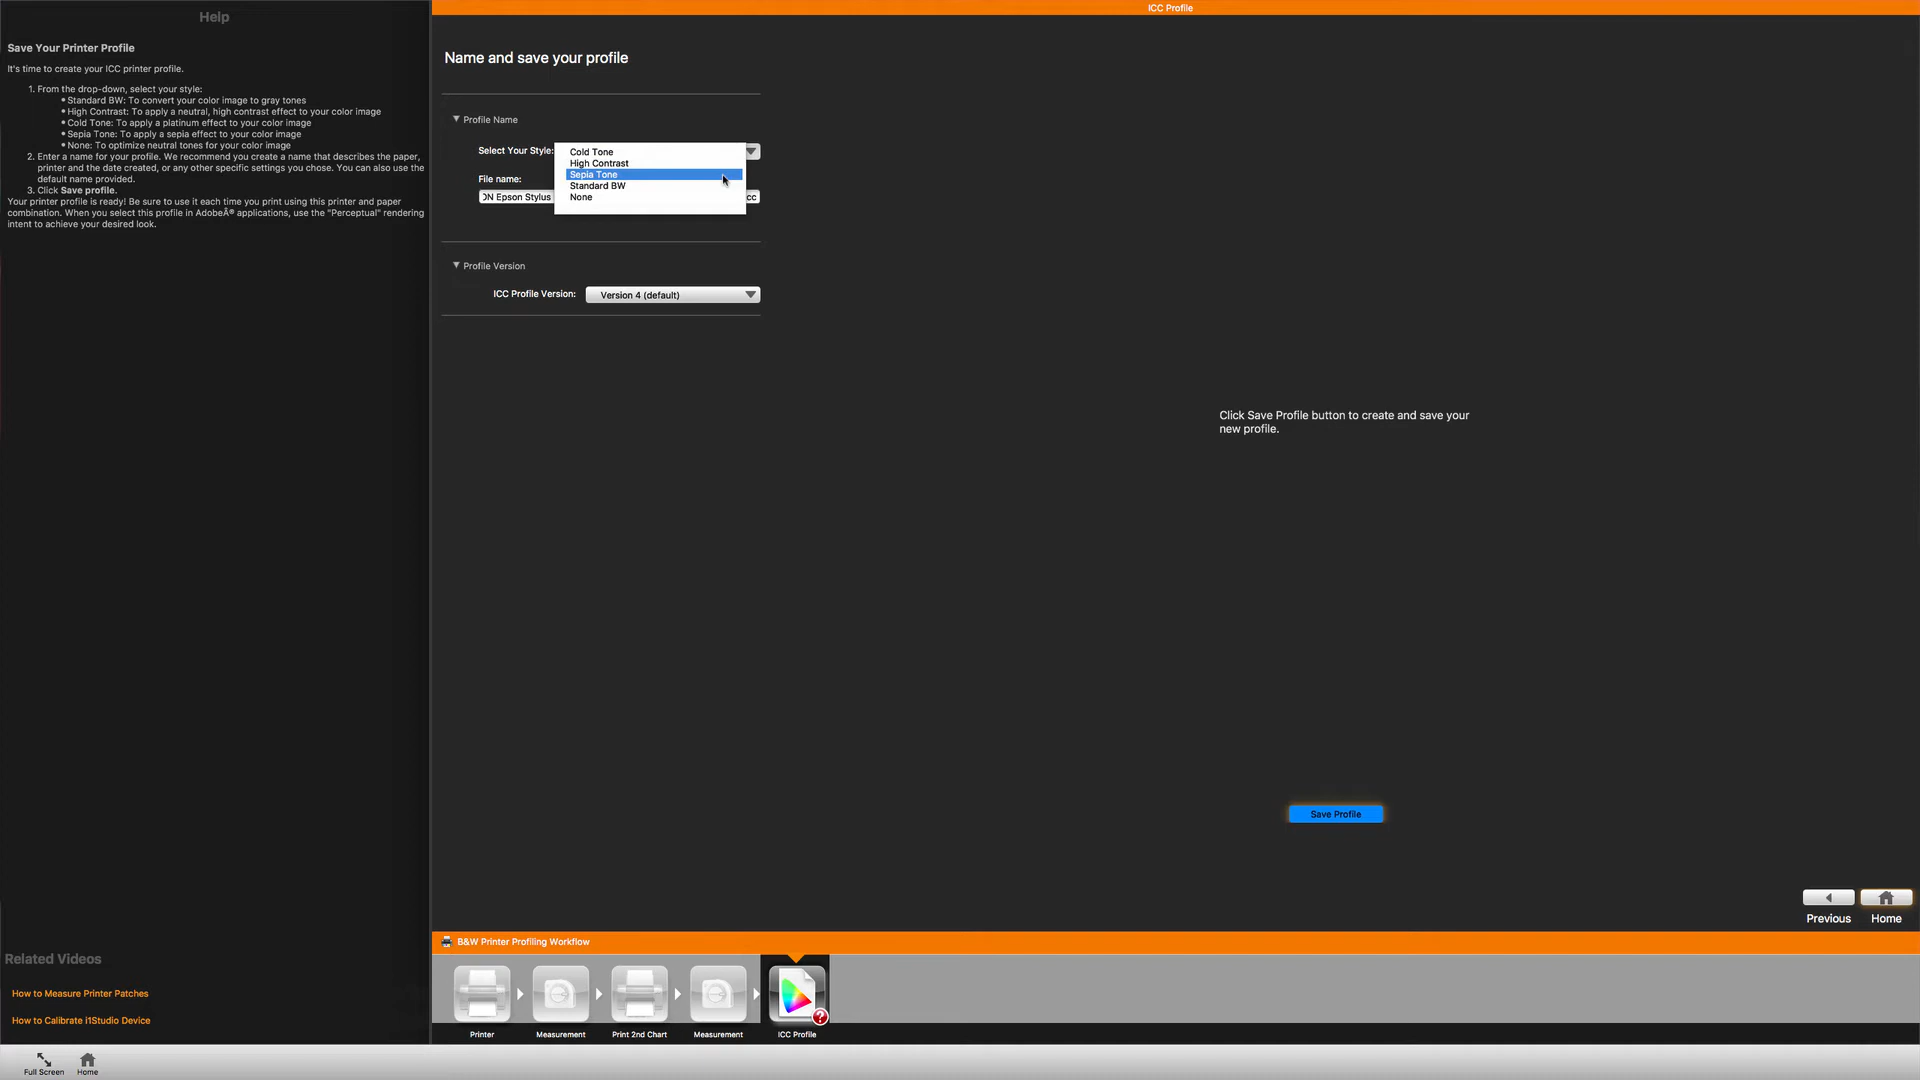 Help
Save Your Printer Profile
It's time to create your ICC printer profile.
1. From the drop-down, select your style:
• Standard BW: To convert your color image to gray tones
• High Contrast: To apply a neutral, high contrast effect to your color image
• Cold Tone: To apply a platinum effect to your color image
• Sepia Tone: To apply a sepia effect to your color image
• None: To optimize neutral tones for your color image
2. Enter a name for your profile. We recommend you create a name that describes the paper,
printer and the date created, or any other specific settings you chose. You can also use the
default name provided.
3. Click Save profile.
Your printer profile is ready! Be sure to use it each time you print using this printer and paper
combination. When you select this profile in AdobeÂ® applications, use the "Perceptual" rendering
intent to achieve your desired look.
Related Videos
How to Measure Printer Patches
How to Calibrate i1Studio Device
Full Screen
Home
ICC Profile
Name and save your profile
Profile Name
Select Your Style:
Cold Tone
High Contrast
Sepia Tone
Standard BW
None
File name:
ON Epson Stylus
cc
Profile Version
ICC Profile Version:
Version 4 (default)
Click Save Profile button to create and save your
new profile.
Save Profile
Previous
Home
B&W Printer Profiling Workflow
Printer
Measurement
Print 2nd Chart
Measurement
ICC Profile
?